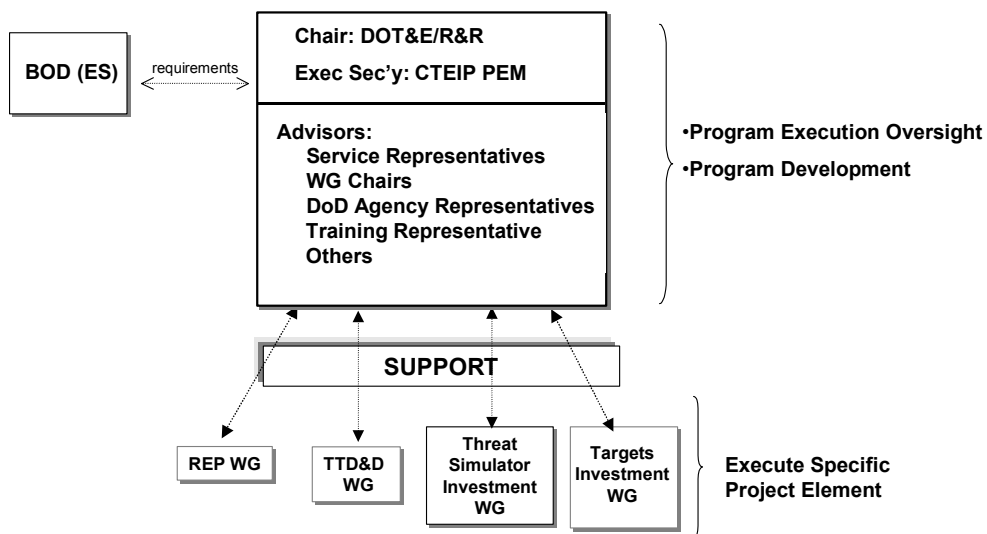 BOD (ES)
requirements
Chair: DOT&E/R&R
Exec Sec’y: CTEIP PEM
Advisors:
Service Representatives
WG Chairs
DoD Agency Representatives
Training Representative
Others
•Program Execution Oversight
•Program Development
SUPPORT
REP WG
TTD&D
WG
Threat
Simulator
Investment
WG
Targets
Investment
WG
Execute Specific
Project Element